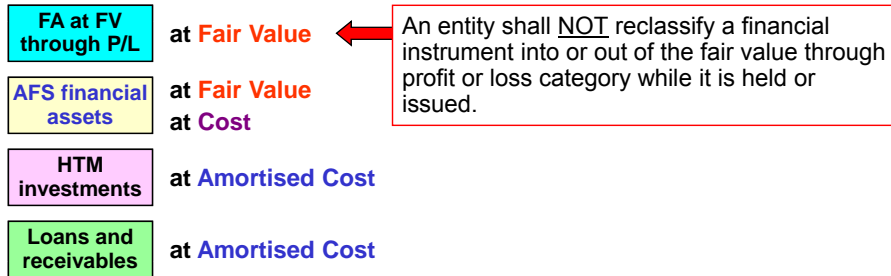 FA at FV
through P/L
at Fair Value
An entity shall NOT reclassify a financial
instrument into or out of the fair value through
profit or loss category while it is held or
issued.
AFS financial
assets
at Fair Value
at Cost
HTM
investments
at Amortised Cost
Loans and
receivables
at Amortised Cost